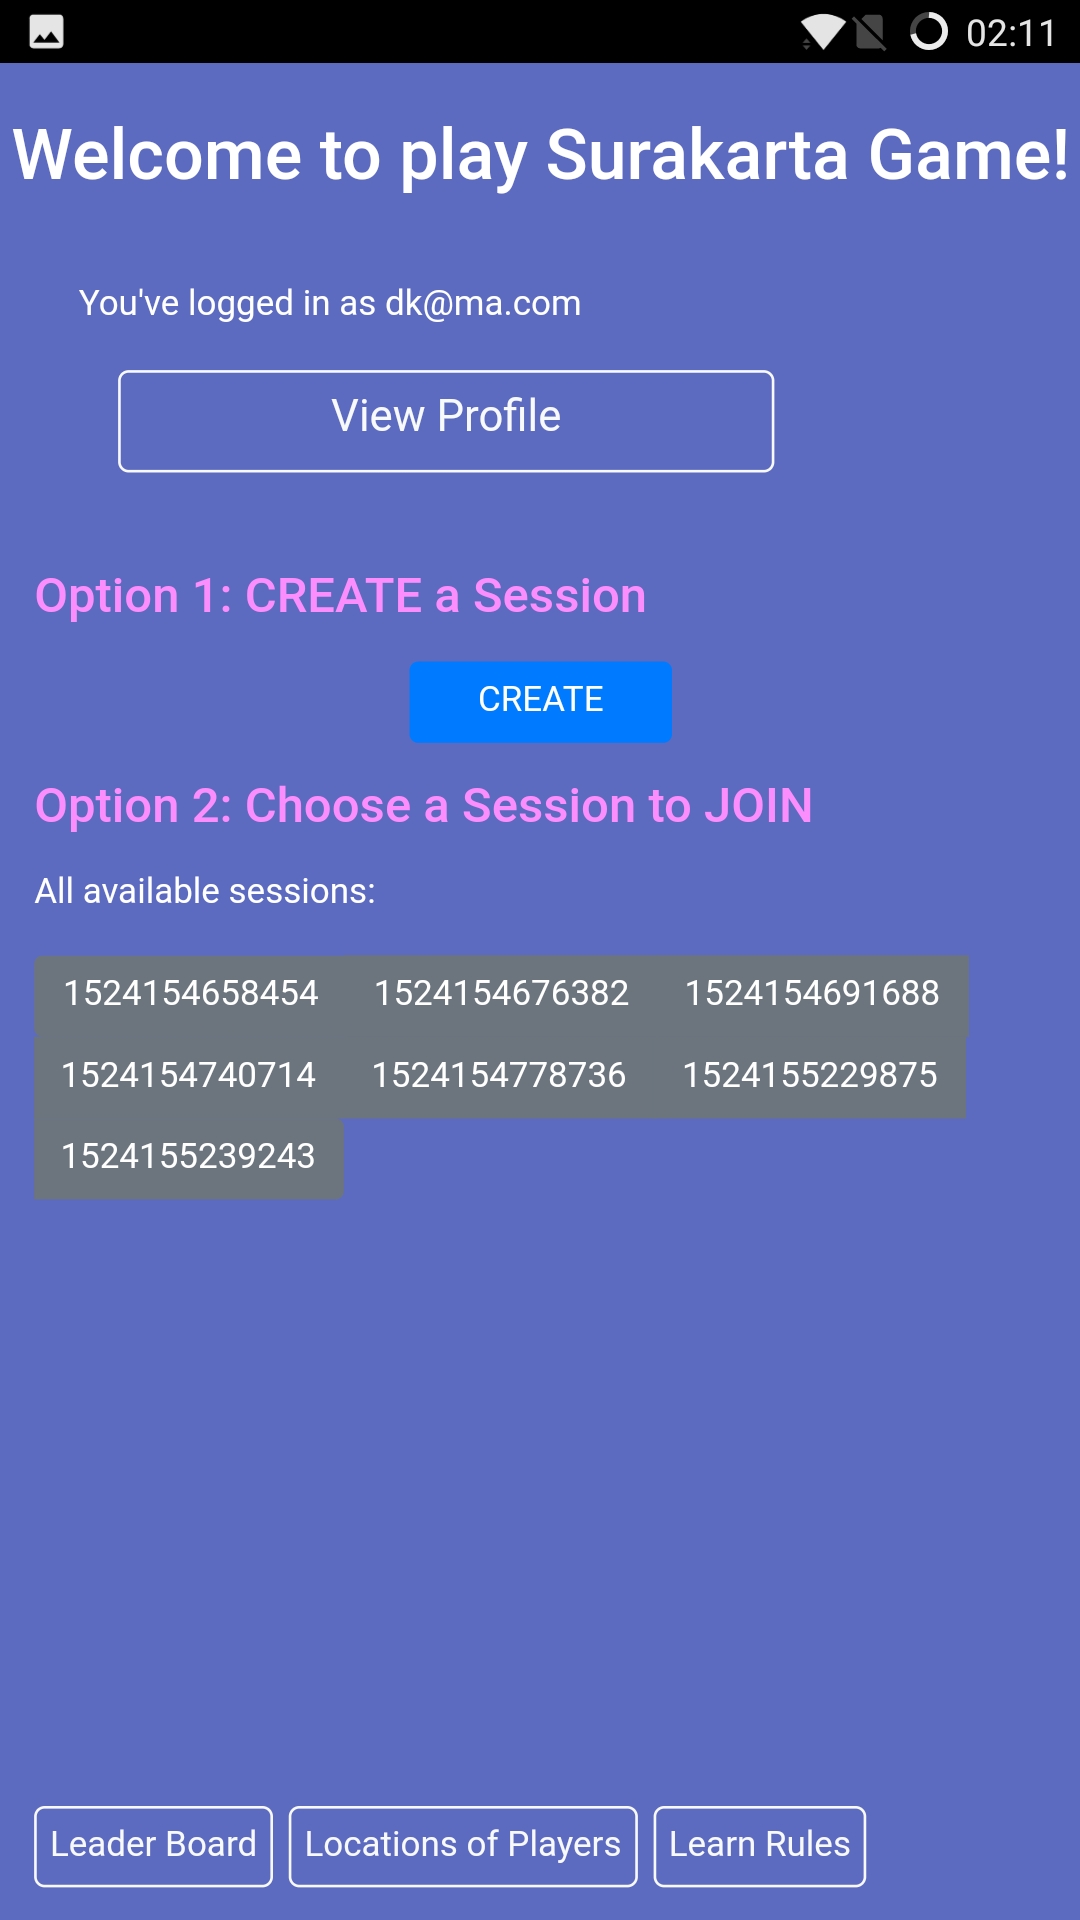 02:11
Welcome to play Surakarta Game!
You've logged in as dk@ma.com
View Profile
Option 1: CREATE a Session
CREATE
Option 2: Choose a Session to JOIN
All available sessions:
1524154658454 1524154676382 1524154691688
1524154740714 1524154778736 1524155229875
1524155239243
Leader Board Locations of Players Learn Rules